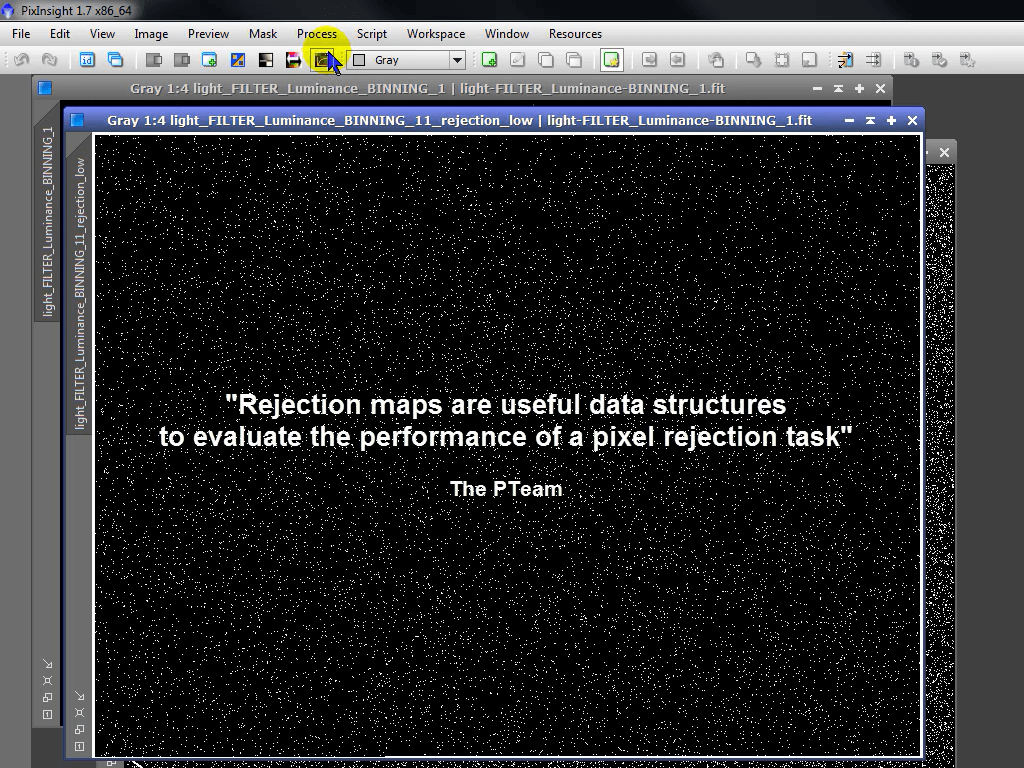 PixInsight 1.7 x86_64
File Edit View Image Preview Mask Process Script Workspace Window Resources
id
Gray
Gray 1:4 light_FILTER_Luminance_BINNING_1 | light-FILTER_Luminance-BINNING_1.fit
Gray 1:4 light_FILTER_Luminance_BINNING_11_rejection_low | light-FILTER_Luminance-BINNING_1.fit
light_FILTER_Luminance_BINNING_1
light_FILTER_Luminance_BINNING_11_rejection_low
"Rejection maps are useful data structures
to evaluate the performance of a pixel rejection task"
The PTeam